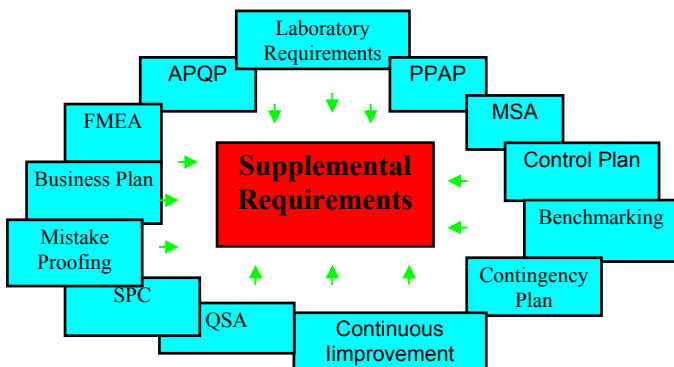 Laboratory
Requirements
APQP
PPAP
FMEA
MSA
Supplemental
Requirements
Control Plan
Business Plan
Benchmarking
Mistake
Proofing
Contingency
Plan
SPC
QSA
Continuous
Iimprovement